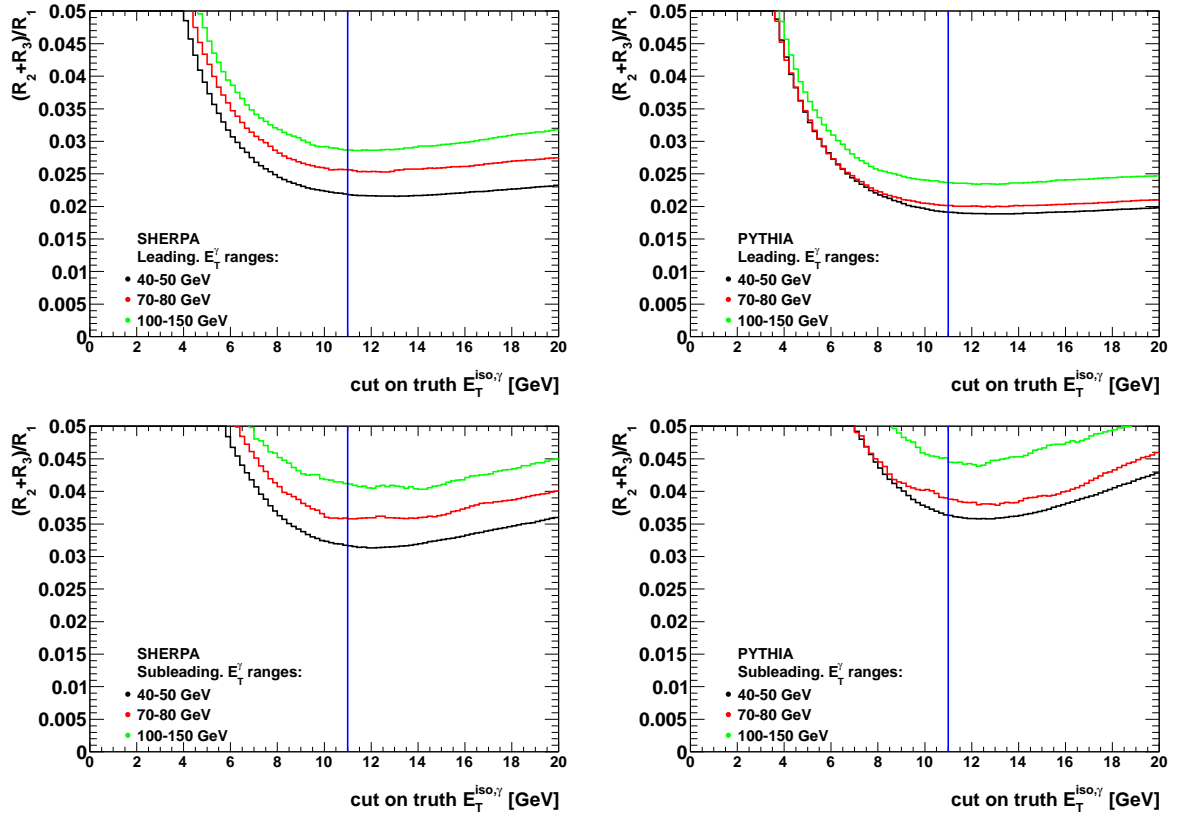 (R₂+R₃)/R₁
0.05
0.045
0.04
0.035
0.03
0.025
0.02
0.015
0.01
0.005
0
SHERPA
Leading. E_T^γ ranges:
40-50 GeV
70-80 GeV
100-150 GeV
0 2 4 6 8 10 12 14 16 18 20
cut on truth E_T^{iso,γ} [GeV]
(R₂+R₃)/R₁
0.05
0.045
0.04
0.035
0.03
0.025
0.02
0.015
0.01
0.005
0
PYTHIA
Leading. E_T^γ ranges:
40-50 GeV
70-80 GeV
100-150 GeV
0 2 4 6 8 10 12 14 16 18 20
cut on truth E_T^{iso,γ} [GeV]
(R₂+R₃)/R₁
0.05
0.045
0.04
0.035
0.03
0.025
0.02
0.015
0.01
0.005
0
SHERPA
Subleading. E_T^γ ranges:
40-50 GeV
70-80 GeV
100-150 GeV
0 2 4 6 8 10 12 14 16 18 20
cut on truth E_T^{iso,γ} [GeV]
(R₂+R₃)/R₁
0.05
0.045
0.04
0.035
0.03
0.025
0.02
0.015
0.01
0.005
0
PYTHIA
Subleading. E_T^γ ranges:
40-50 GeV
70-80 GeV
100-150 GeV
0 2 4 6 8 10 12 14 16 18 20
cut on truth E_T^{iso,γ} [GeV]